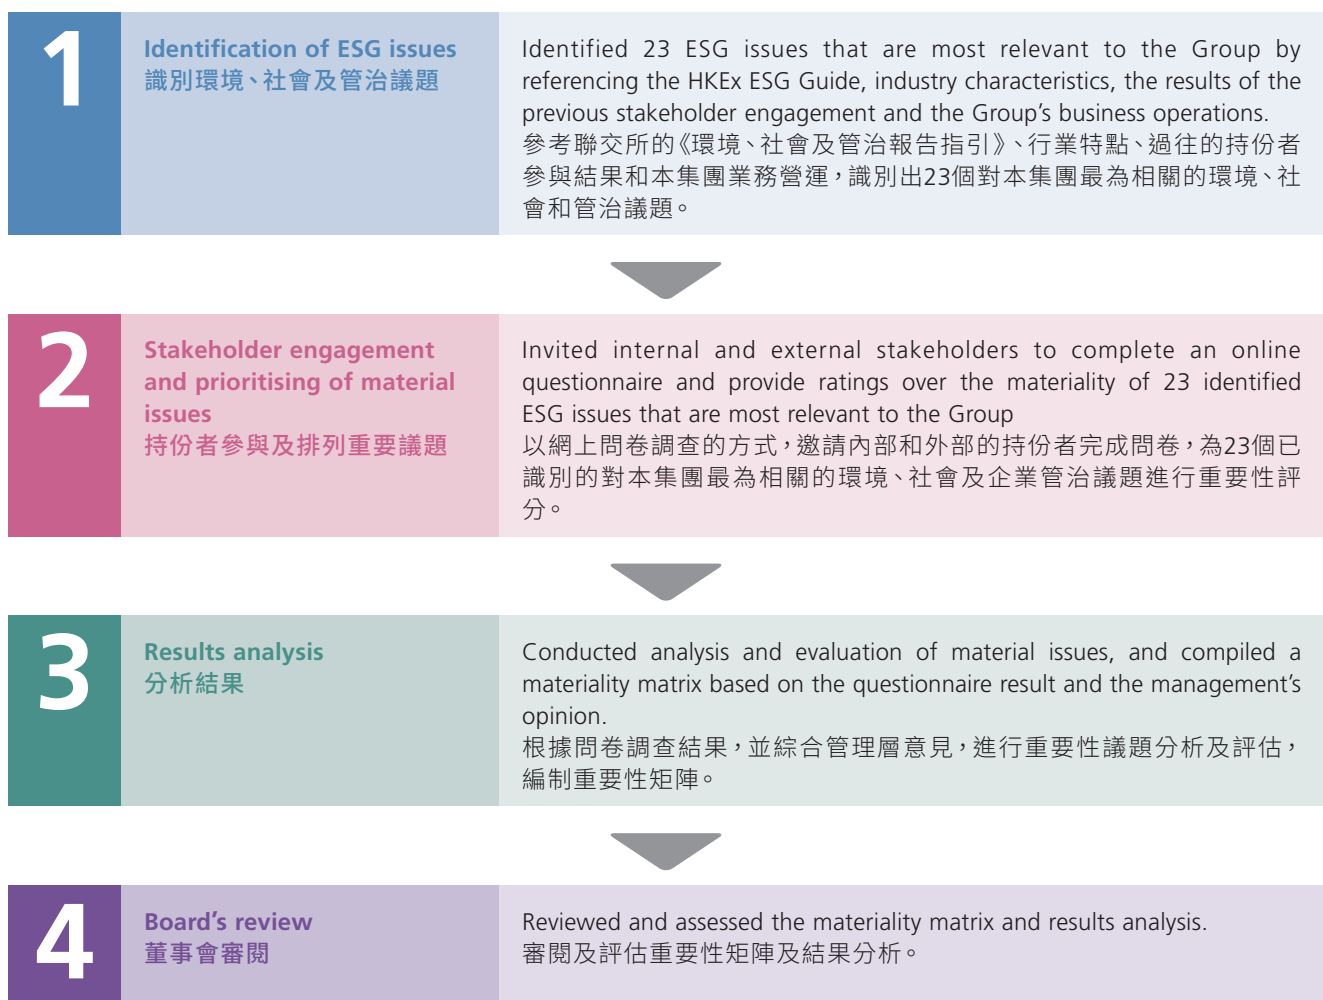 1
Identification of ESG issues
識別環境、社會及管治議題
Identified 23 ESG issues that are most relevant to the Group by
referencing the HKEx ESG Guide, industry characteristics, the results of the
previous stakeholder engagement and the Group’s business operations.
參考聯交所的《環境、社會及管治報告指引》、行業特點、過往的持份者
參與結果和本集團業務營運，識別出23個對本集團最為相關的環境、社
會和管治議題。
2
Stakeholder engagement
and prioritising of material
issues
持份者參與及排列重要議題
Invited internal and external stakeholders to complete an online
questionnaire and provide ratings over the materiality of 23 identified
ESG issues that are most relevant to the Group
以網上問卷調查的方式，邀請內部和外部的持份者完成問卷，為23個已
識別的對本集團最為相關的環境、社會及企業管治議題進行重要性評
分。
3
Results analysis
分析結果
Conducted analysis and evaluation of material issues, and compiled a
materiality matrix based on the questionnaire result and the management’s
opinion.
根據問卷調查結果，並綜合管理層意見，進行重要性議題分析及評估，
編制重要性矩陣。
4
Board’s review
董事會審閱
Reviewed and assessed the materiality matrix and results analysis.
審閱及評估重要性矩陣及結果分析。